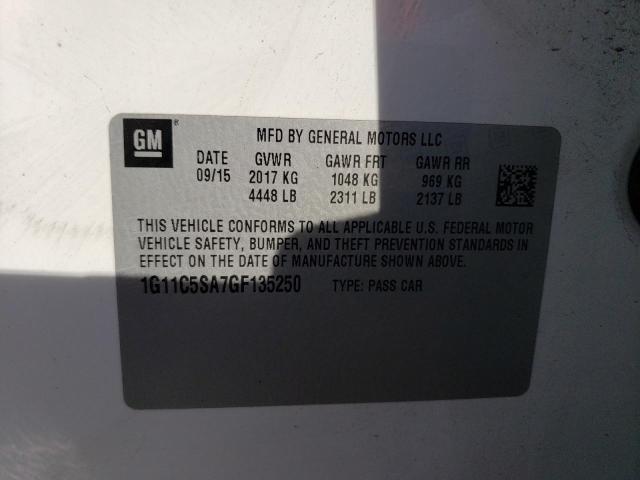 GM ®
MFD BY GENERAL MOTORS LLC
DATE GVWR GAWR FRT GAWR RR
09/15 2017 KG 1048 KG 969 KG
4448 LB 2311 LB 2137 LB
THIS VEHICLE CONFORMS TO ALL APPLICABLE U.S. FEDERAL MOTOR
VEHICLE SAFETY, BUMPER, AND THEFT PREVENTION STANDARDS IN
EFFECT ON THE DATE OF MANUFACTURE SHOWN ABOVE.
1G11C5SA7GF135250 TYPE: PASS CAR